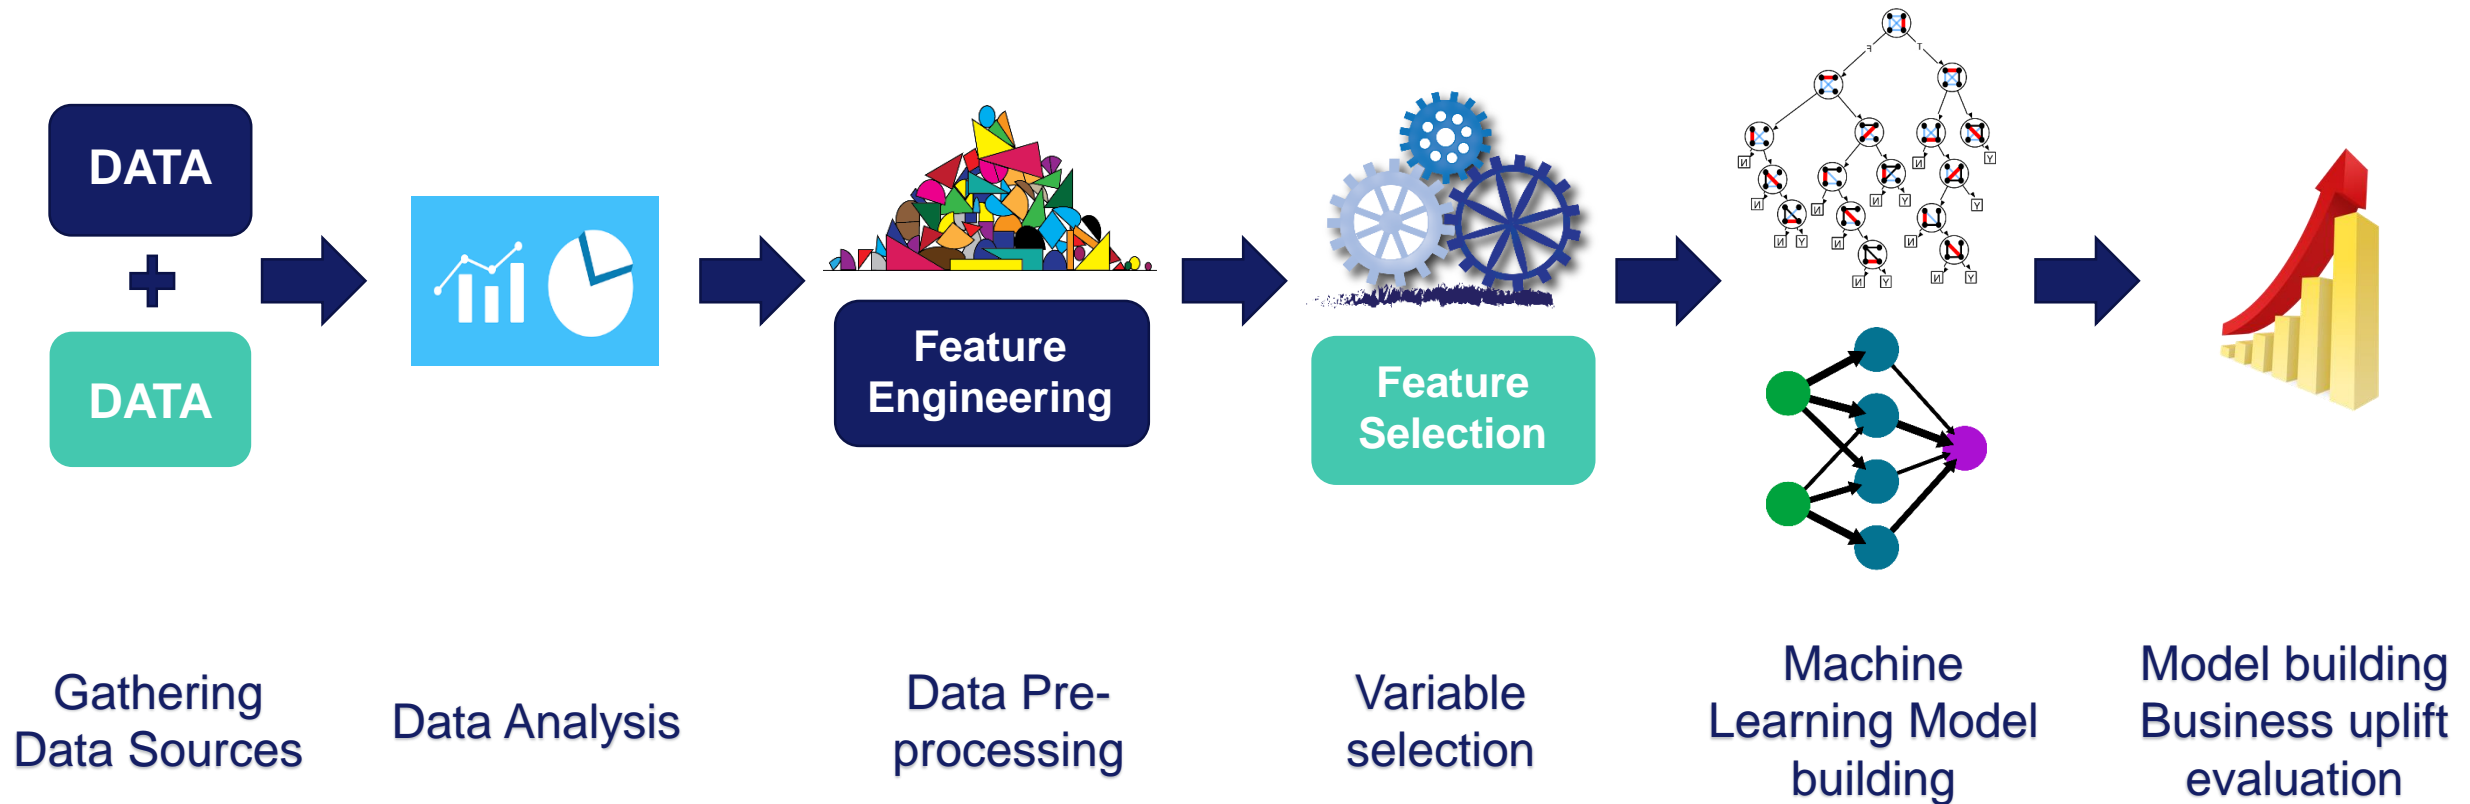 DATA
DATA
Feature
Engineering
Feature
Selection
F
T
N
Y
N
N
N
Y
Y
N
Y
N
N
N
Y
N
Y
Gathering
Data Sources
Data Analysis
Data Pre-
processing
Variable
selection
Machine
Learning Model
building
Model building
Business uplift
evaluation